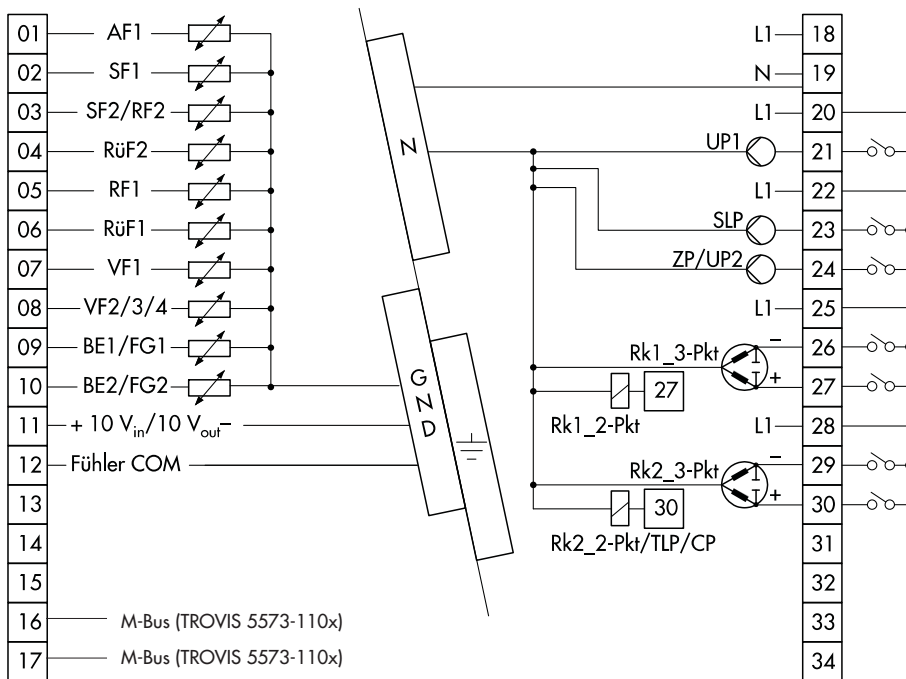 01 AF1
02 SF1
03 SF2/RF2
04 RüF2
05 RF1
06 RüF1
07 VF1
08 VF2/3/4
09 BE1/FG1
10 BE2/FG2
11 + 10 Vin/10 Vout–
12 Fühler COM
13
14
15
16 M-Bus (TROVIS 5573-110x)
17 M-Bus (TROVIS 5573-110x)
N
GND
L1 18
N 19
L1 20
UP1 21
L1 22
SLP 23
ZP/UP2 24
L1 25
Rk1_3-Pkt – 26
+ 27
27
Rk1_2-Pkt
L1 28
Rk2_3-Pkt – 29
+ 30
30
Rk2_2-Pkt/TLP/CP
31
32
33
34